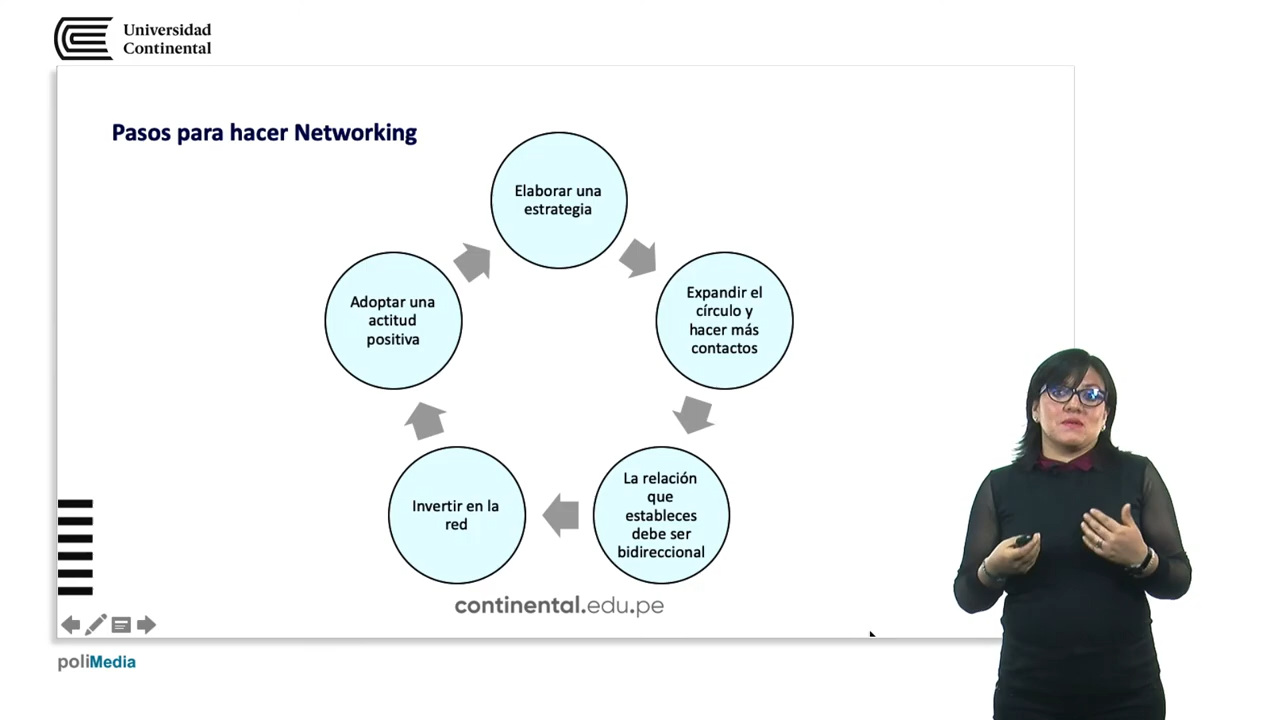 Universidad
Continental
Pasos para hacer Networking
Elaborar una
estrategia
Expandir el
círculo y
hacer más
contactos
La relación
que
estableces
debe ser
bidireccional
Invertir en la
red
Adoptar una
actitud
positiva
continental.edu.pe
poliMedia